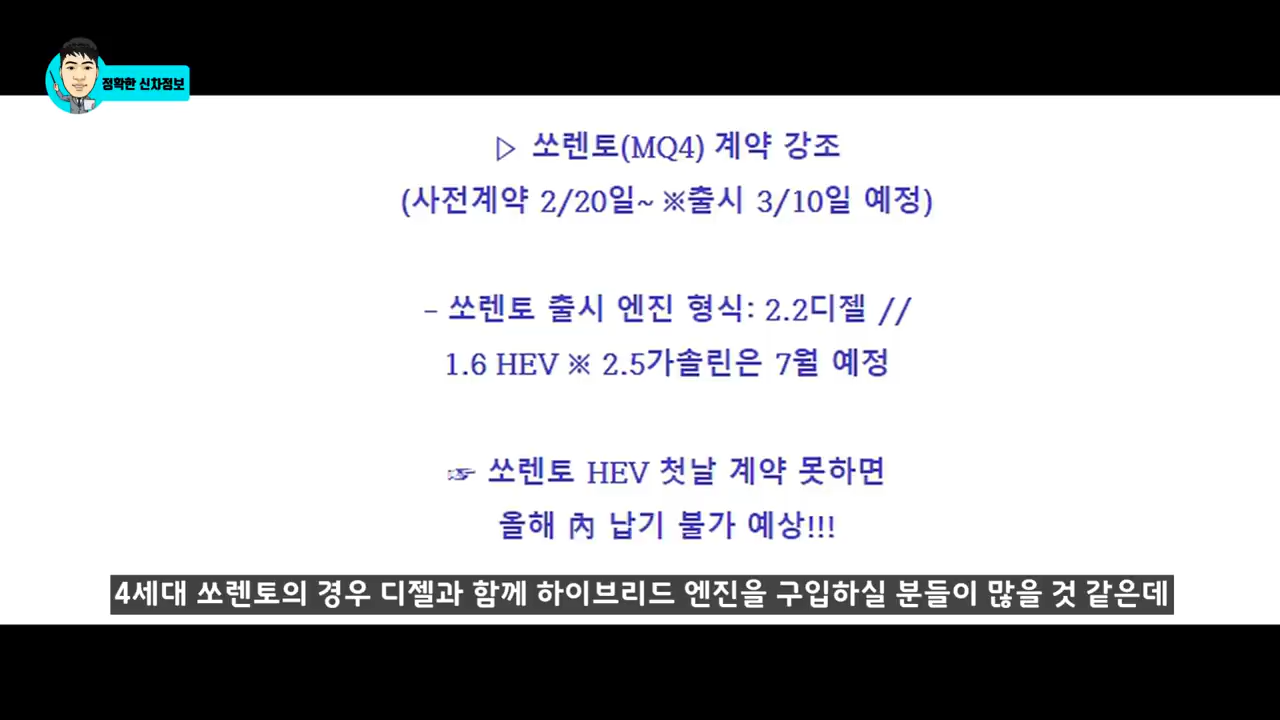 정확한 신차정보
▷ 쏘렌토(MQ4) 계약 강조
(사전계약 2/20일~ ※출시 3/10일 예정)
- 쏘렌토 출시 엔진 형식: 2.2디젤 //
1.6 HEV ※ 2.5가솔린은 7월 예정
☞ 쏘렌토 HEV 첫날 계약 못하면
올해 內 납기 불가 예상!!!
4세대 쏘렌토의 경우 디젤과 함께 하이브리드 엔진을 구입하실 분들이 많을 것 같은데